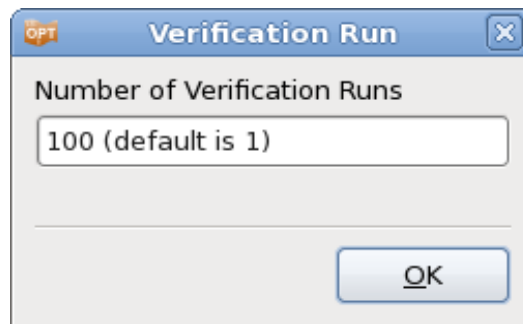 OPT
Verification Run
Number of Verification Runs
100 (default is 1)
OK